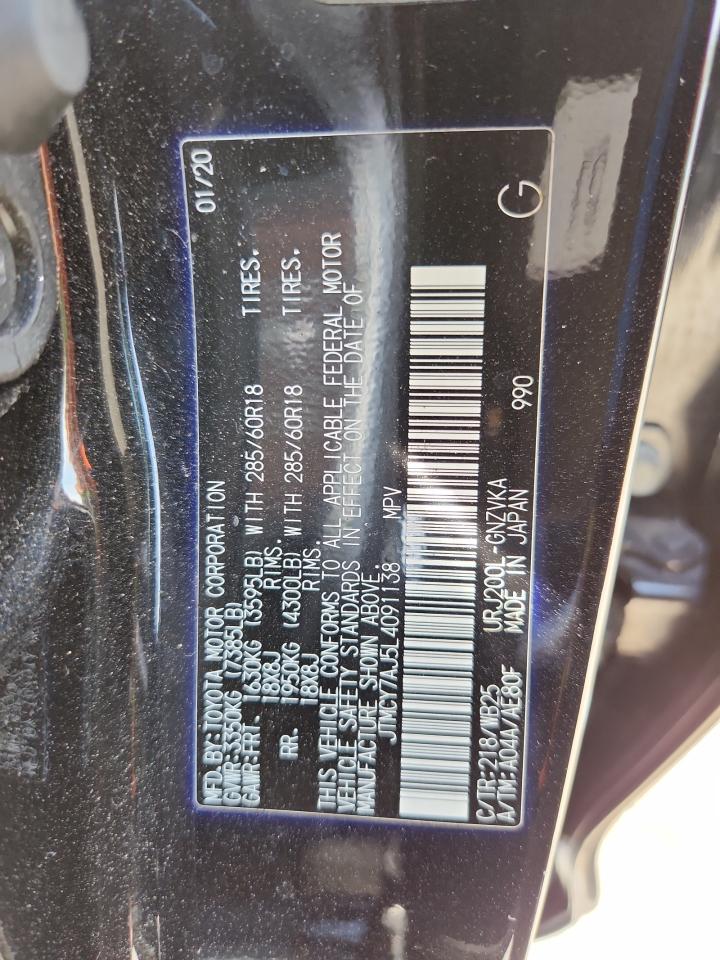 MFD. BY: TOYOTA MOTOR CORPORATION 01/20
GVWR: 3350KG (7385LB)
GAWR: FRT. 1630KG (3595LB) WITH 285/60R18 TIRES.
18X8J RIMS.
RR. 1950KG (4300LB) WITH 285/60R18 TIRES.
18X8J RIMS.
THIS VEHICLE CONFORMS TO ALL APPLICABLE FEDERAL MOTOR
VEHICLE SAFETY STANDARDS IN EFFECT ON THE DATE OF
MANUFACTURE SHOWN ABOVE.
JTMCY7AJ5L4091138 MPV
C/TR: 218/WB25 URJ200L-GNZVKA 990 G
A/TM: A04A/AE80F MADE IN JAPAN